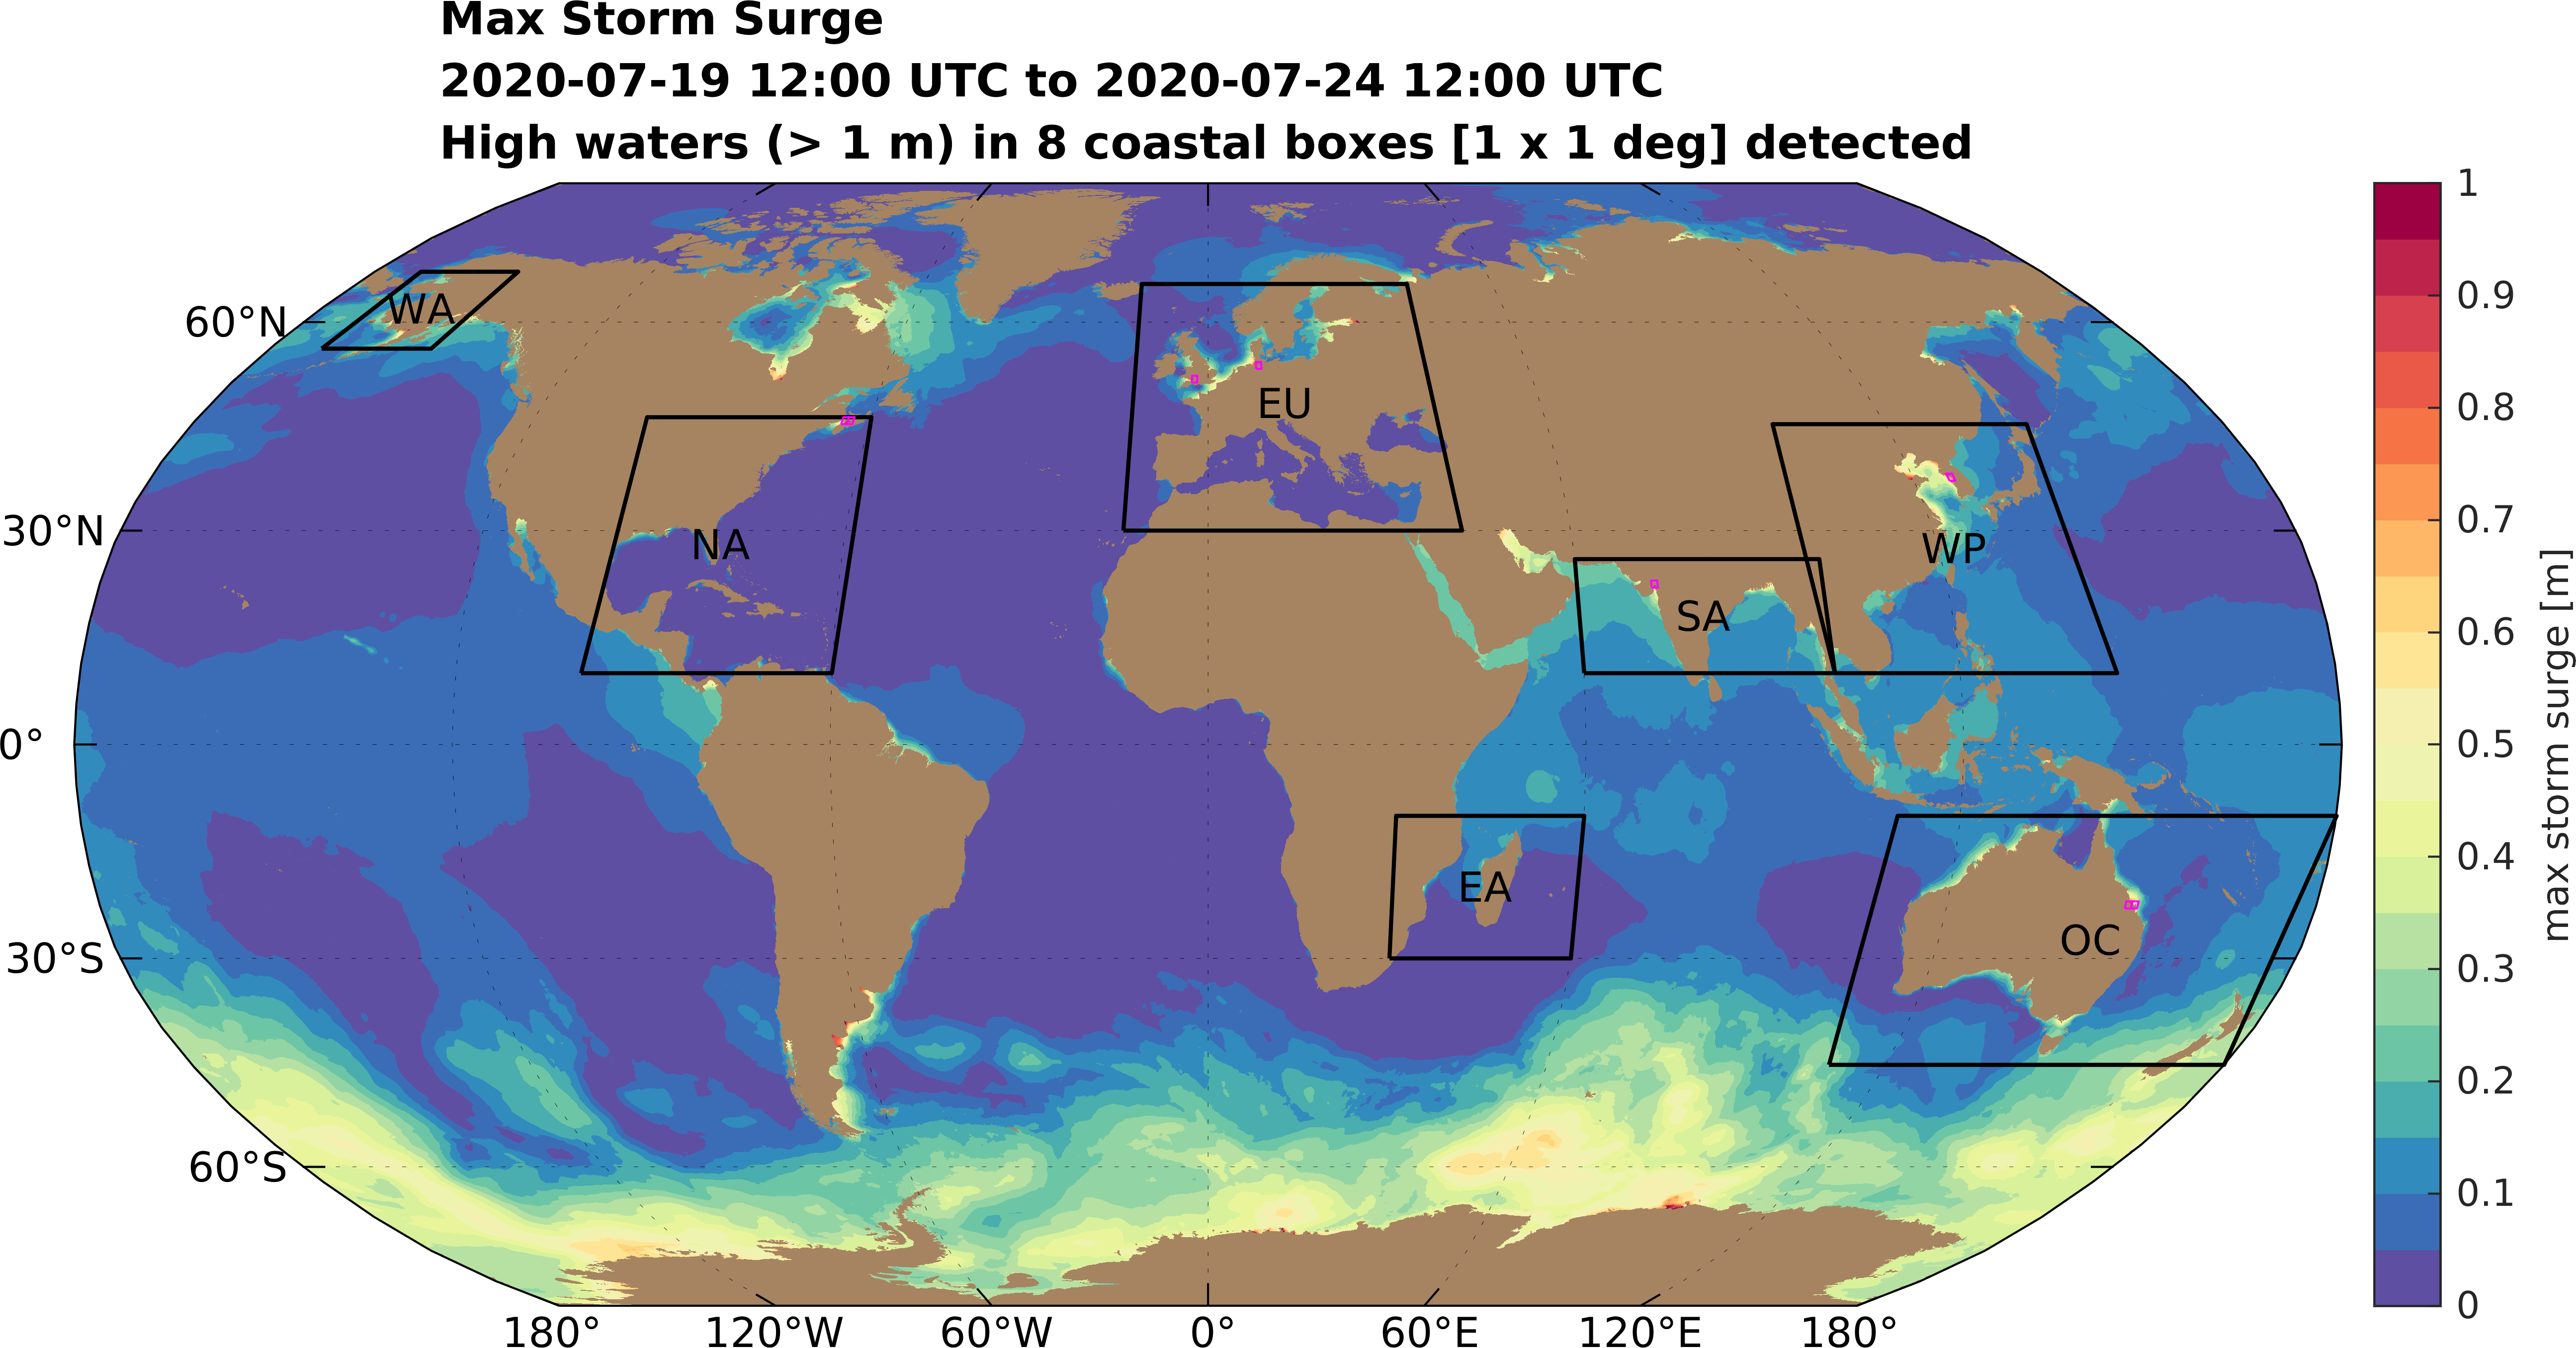 Max Storm Surge
2020-07-19 12:00 UTC to 2020-07-24 12:00 UTC
High waters (> 1 m) in 8 coastal boxes [1 x 1 deg] detected
WA
60°N
EU
30°N
NA
WP
SA
0°
EA
OC
30°S
60°S
180°
120°W
60°W
0°
60°E
120°E
180°
1
0.9
0.8
0.7
0.6
0.5
0.4
0.3
0.2
0.1
0
max storm surge [m]